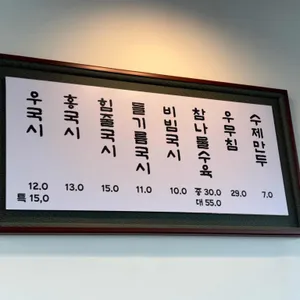 우국시
12.0
특 15,0
홍국시
13.0
힘줄국시
15.0
들기름국시
11.0
비빔국시
10.0
참나물수육
중 30.0
대 55.0
우무침
29.0
수제만두
7.0